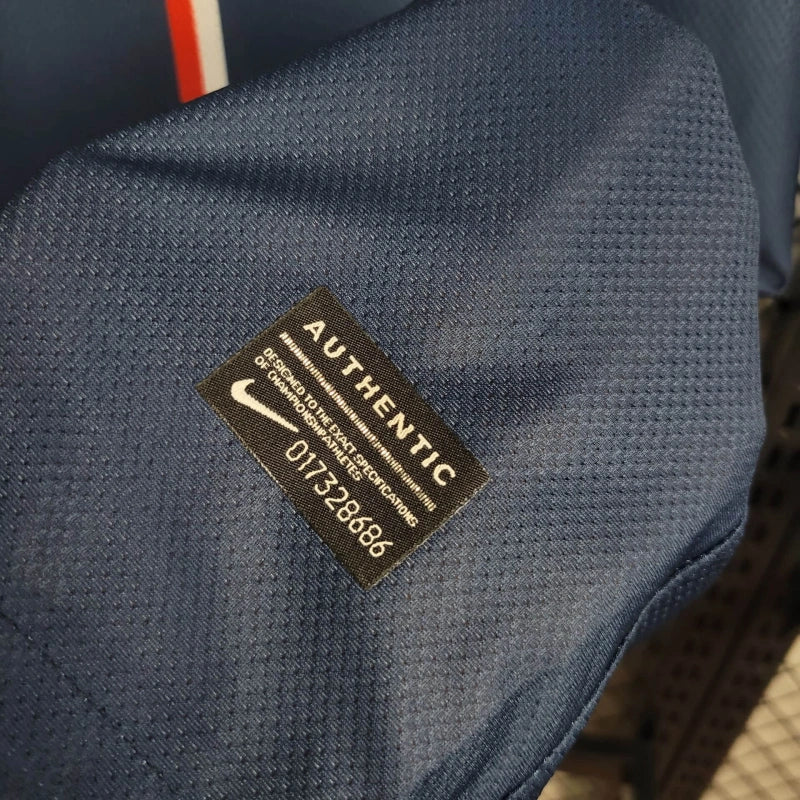 AUTHENTIC
DESIGNED TO THE EXACT SPECIFICATIONS
OF CHAMPIONSHIP ATHLETES
017328686